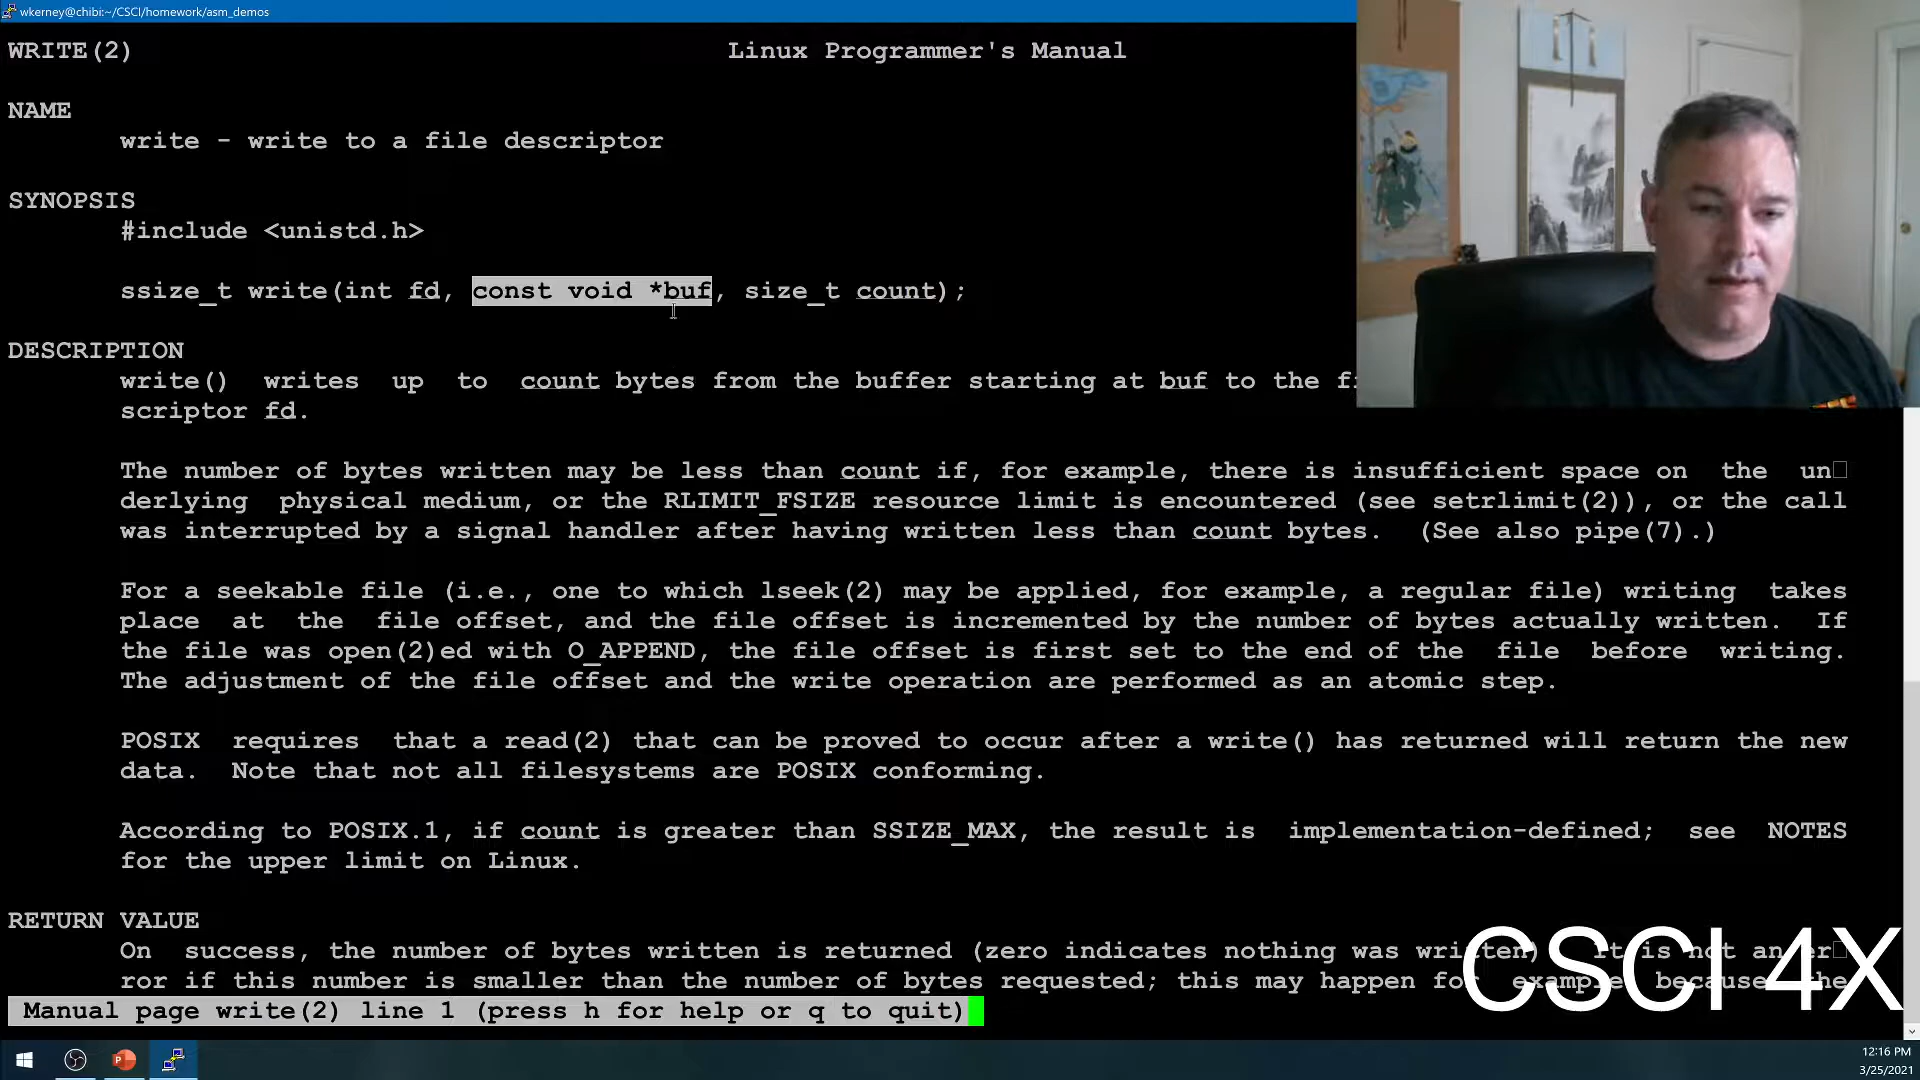 wkerney@chibi:~/CSCI/homework/asm_demos
WRITE(2) Linux Programmer's Manual
NAME
write - write to a file descriptor
SYNOPSIS
#include <unistd.h>
ssize_t write(int fd, const void *buf, size_t count);
DESCRIPTION
write() writes up to count bytes from the buffer starting at buf to the
scriptor fd.
The number of bytes written may be less than count if, for example, there is insufficient space on the un
derlying physical medium, or the RLIMIT_FSIZE resource limit is encountered (see setrlimit(2)), or the call
was interrupted by a signal handler after having written less than count bytes. (See also pipe(7).)
For a seekable file (i.e., one to which lseek(2) may be applied, for example, a regular file) writing takes
place at the file offset, and the file offset is incremented by the number of bytes actually written. If
the file was open(2)ed with O_APPEND, the file offset is first set to the end of the file before writing.
The adjustment of the file offset and the write operation are performed as an atomic step.
POSIX requires that a read(2) that can be proved to occur after a write() has returned will return the new
data. Note that not all filesystems are POSIX conforming.
According to POSIX.1, if count is greater than SSIZE_MAX, the result is implementation-defined; see NOTES
for the upper limit on Linux.
RETURN VALUE
On success, the number of bytes written is returned (zero indicates nothing was written). It is not an er
ror if this number is smaller than the number of bytes requested; this may happen for example because the
Manual page write(2) line 1 (press h for help or q to quit)
CSCI 4X
12:16 PM
3/25/2021